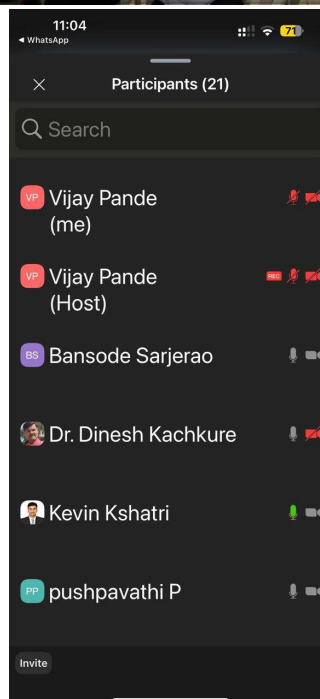 11:04
71
◀ WhatsApp
Participants (21)
Search
VP
Vijay Pande
(me)
VP
Vijay Pande
(Host)
REC
BS
Bansode Sarjerao
Dr. Dinesh Kachkure
Kevin Kshatri
PP
pushpavathi P
Invite